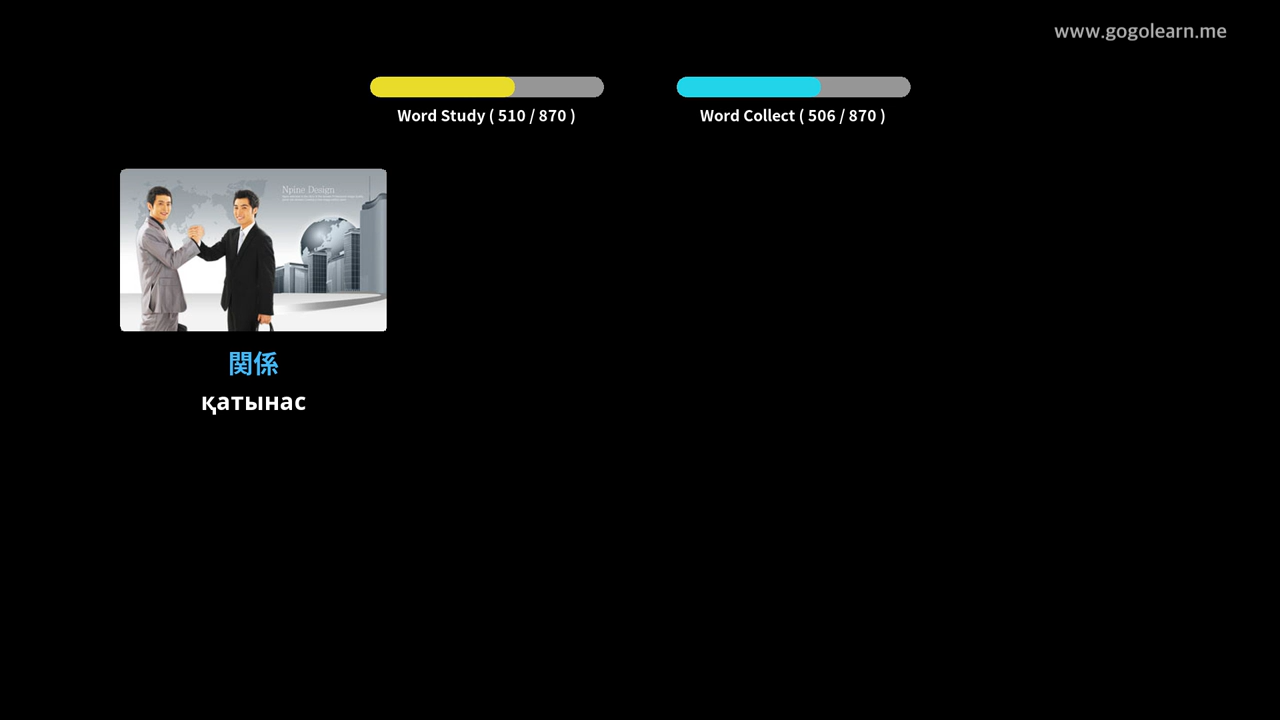 www.gogolearn.me
Word Study ( 510 / 870 )
Word Collect ( 506 / 870 )
Npine Design
関係
қатынас